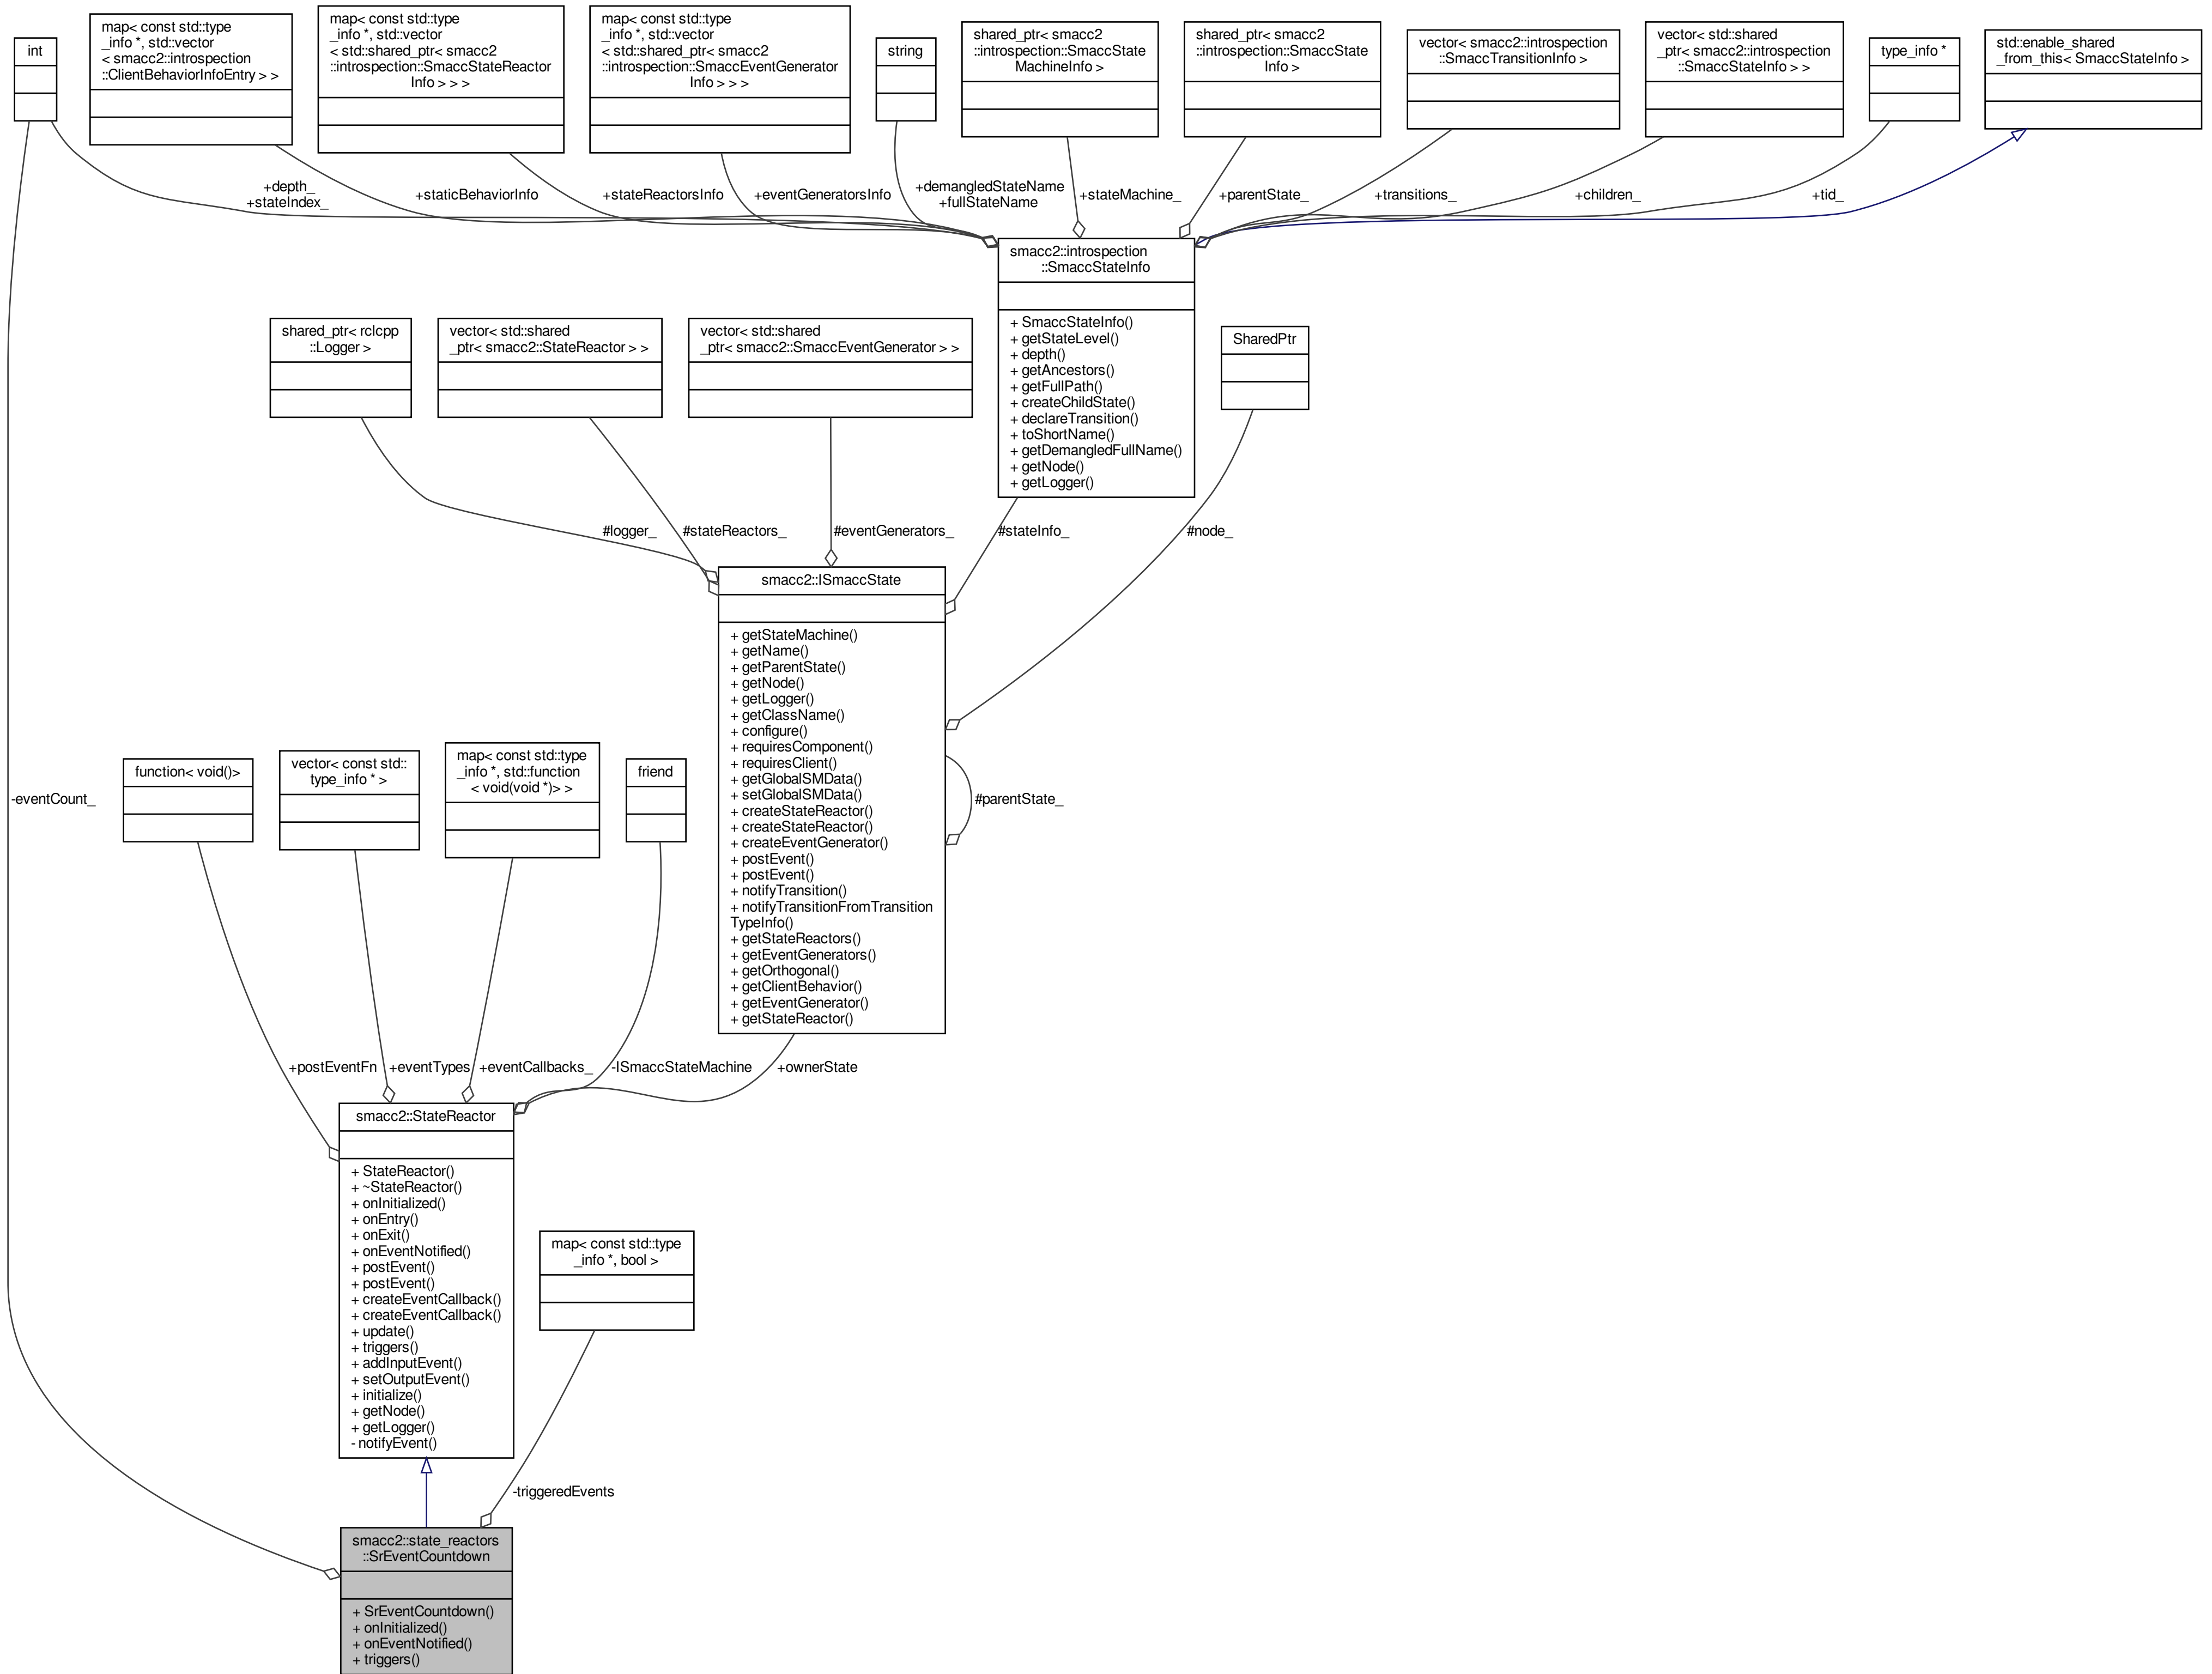 int
map< const std::type
_info *, std::vector
< smacc2::introspection
::ClientBehaviorInfoEntry > >
map< const std::type
_info *, std::vector
< std::shared_ptr< smacc2
::introspection::SmaccStateReactor
Info > > >
map< const std::type
_info *, std::vector
< std::shared_ptr< smacc2
::introspection::SmaccEventGenerator
Info > > >
string
shared_ptr< smacc2
::introspection::SmaccState
MachineInfo >
shared_ptr< smacc2
::introspection::SmaccState
Info >
vector< smacc2::introspection
::SmaccTransitionInfo >
vector< std::shared
_ptr< smacc2::introspection
::SmaccStateInfo > >
type_info *
std::enable_shared
_from_this< SmaccStateInfo >
+depth_
+stateIndex_
+staticBehaviorInfo
+stateReactorsInfo
+eventGeneratorsInfo
+demangledStateName
+fullStateName
+stateMachine_
+parentState_
+transitions_
+children_
+tid_
smacc2::introspection
::SmaccStateInfo
+ SmaccStateInfo()
+ getStateLevel()
+ depth()
+ getAncestors()
+ getFullPath()
+ createChildState()
+ declareTransition()
+ toShortName()
+ getDemangledFullName()
+ getNode()
+ getLogger()
shared_ptr< rclcpp
::Logger >
vector< std::shared
_ptr< smacc2::StateReactor > >
vector< std::shared
_ptr< smacc2::SmaccEventGenerator > >
SharedPtr
#logger_
#stateReactors_
#eventGenerators_
#stateInfo_
#node_
smacc2::ISmaccState
+ getStateMachine()
+ getName()
+ getParentState()
+ getNode()
+ getLogger()
+ getClassName()
+ configure()
+ requiresComponent()
+ requiresClient()
+ getGlobalSMData()
+ setGlobalSMData()
+ createStateReactor()
+ createStateReactor()
+ createEventGenerator()
+ postEvent()
+ postEvent()
+ notifyTransition()
+ notifyTransitionFromTransition
TypeInfo()
+ getStateReactors()
+ getEventGenerators()
+ getOrthogonal()
+ getClientBehavior()
+ getEventGenerator()
+ getStateReactor()
#parentState_
-eventCount_
function< void()>
vector< const std::
type_info * >
map< const std::type
_info *, std::function
< void(void *)> >
friend
+postEventFn
+eventTypes
+eventCallbacks_
-ISmaccStateMachine
+ownerState
smacc2::StateReactor
+ StateReactor()
+ ~StateReactor()
+ onInitialized()
+ onEntry()
+ onExit()
+ onEventNotified()
+ postEvent()
+ postEvent()
+ createEventCallback()
+ createEventCallback()
+ update()
+ triggers()
+ addInputEvent()
+ setOutputEvent()
+ initialize()
+ getNode()
+ getLogger()
- notifyEvent()
map< const std::type
_info *, bool >
-triggeredEvents
smacc2::state_reactors
::SrEventCountdown
+ SrEventCountdown()
+ onInitialized()
+ onEventNotified()
+ triggers()